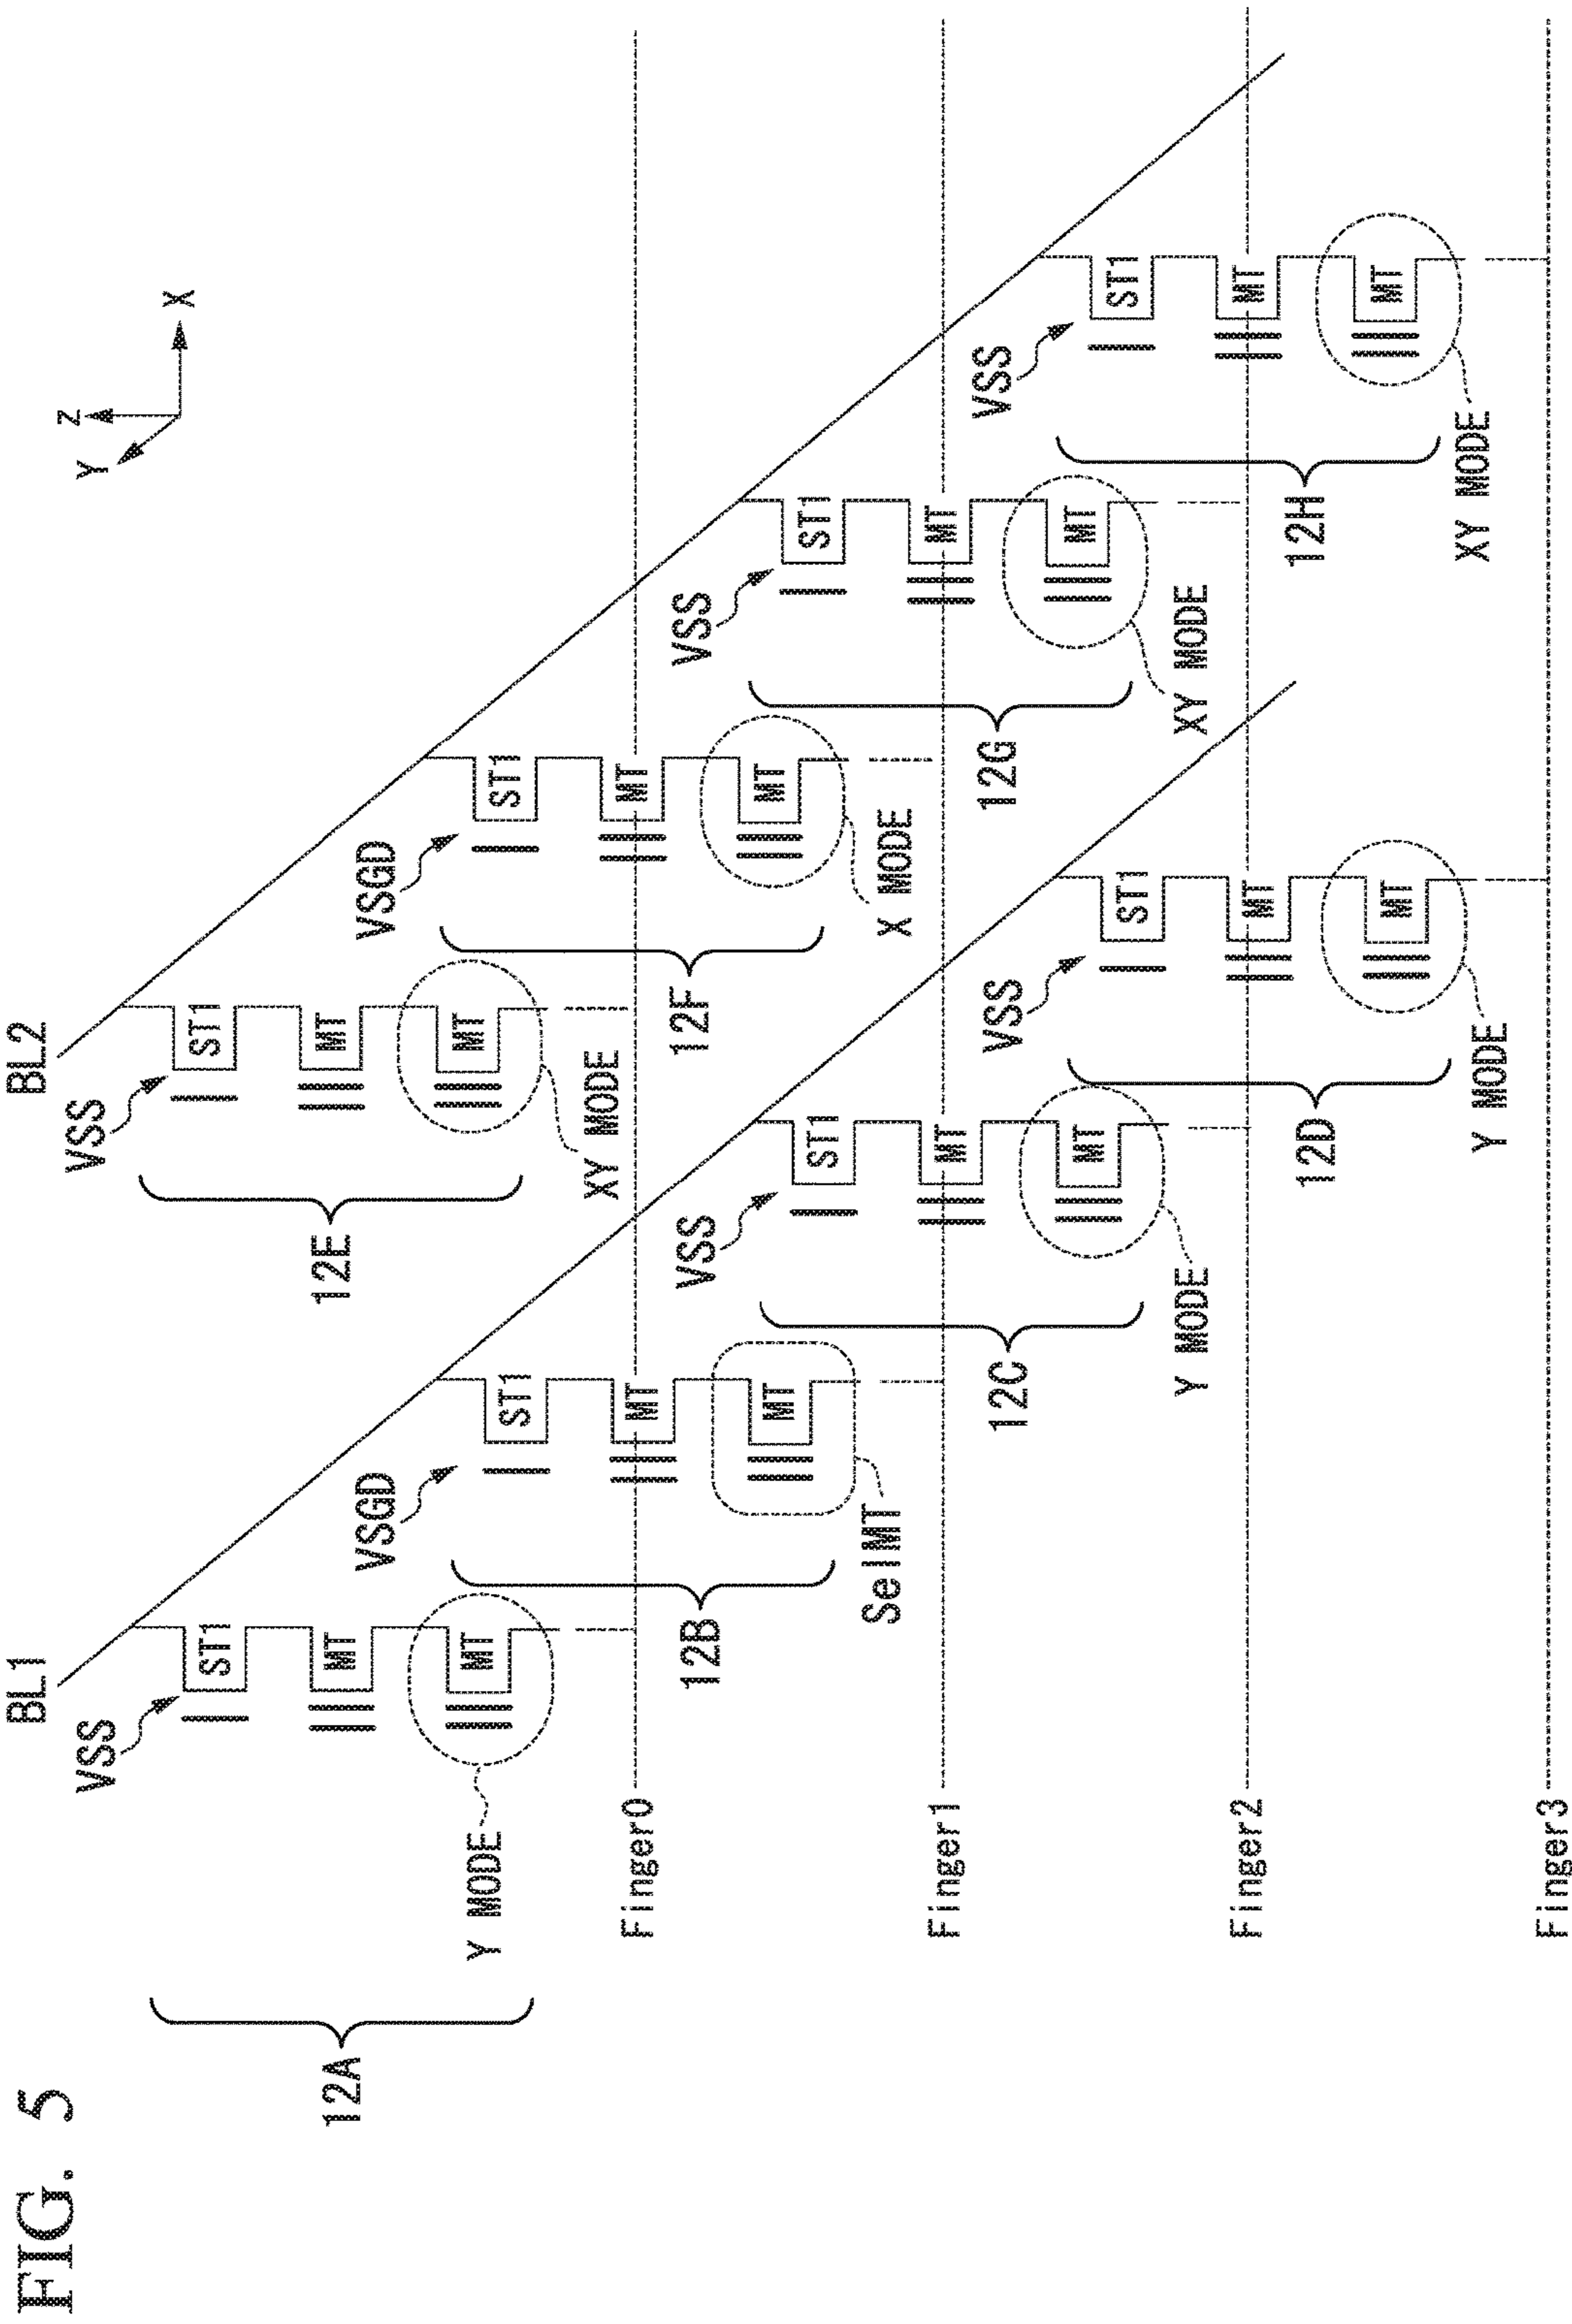 FIG. 5
BL1
BL2
Z
Y
X
VSS
ST1
MT
MT
Y MODE
12A
VSGD
ST1
MT
MT
SelMT
12B
VSS
ST1
MT
MT
Y MODE
12C
VSS
ST1
MT
MT
Y MODE
12D
VSS
ST1
MT
MT
XY MODE
12E
VSGD
ST1
MT
MT
X MODE
12F
VSS
ST1
MT
MT
XY MODE
12G
VSS
ST1
MT
MT
XY MODE
12H
Finger0
Finger1
Finger2
Finger3